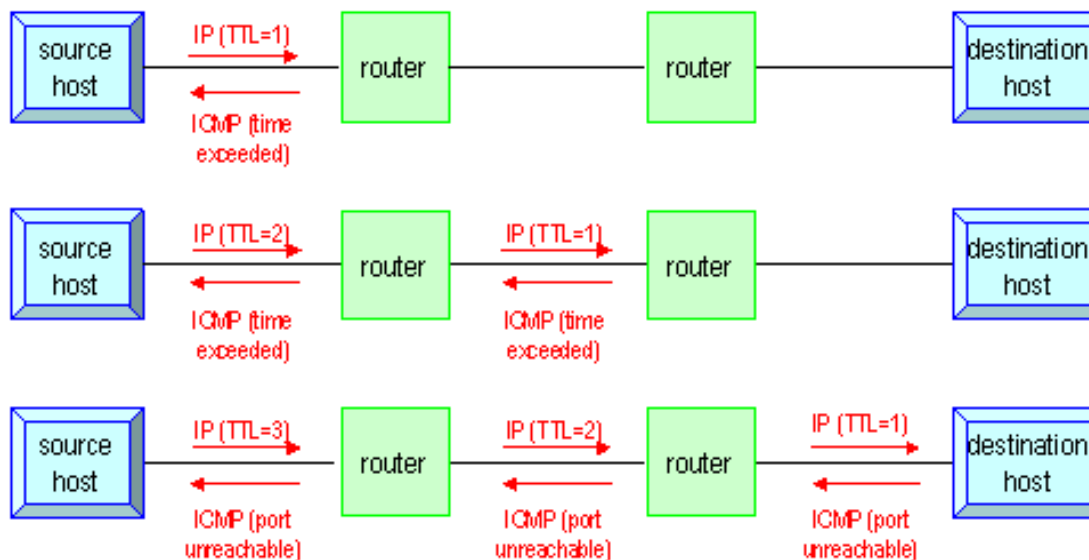 source
host
IP (TTL=1)
ICMP (time
exceeded)
router
router
destination
host
source
host
IP (TTL=2)
ICMP (time
exceeded)
router
IP (TTL=1)
ICMP (time
exceeded)
router
destination
host
source
host
IP (TTL=3)
ICMP (port
unreachable)
router
IP (TTL=2)
ICMP (port
unreachable)
router
IP (TTL=1)
ICMP (port
unreachable)
destination
host